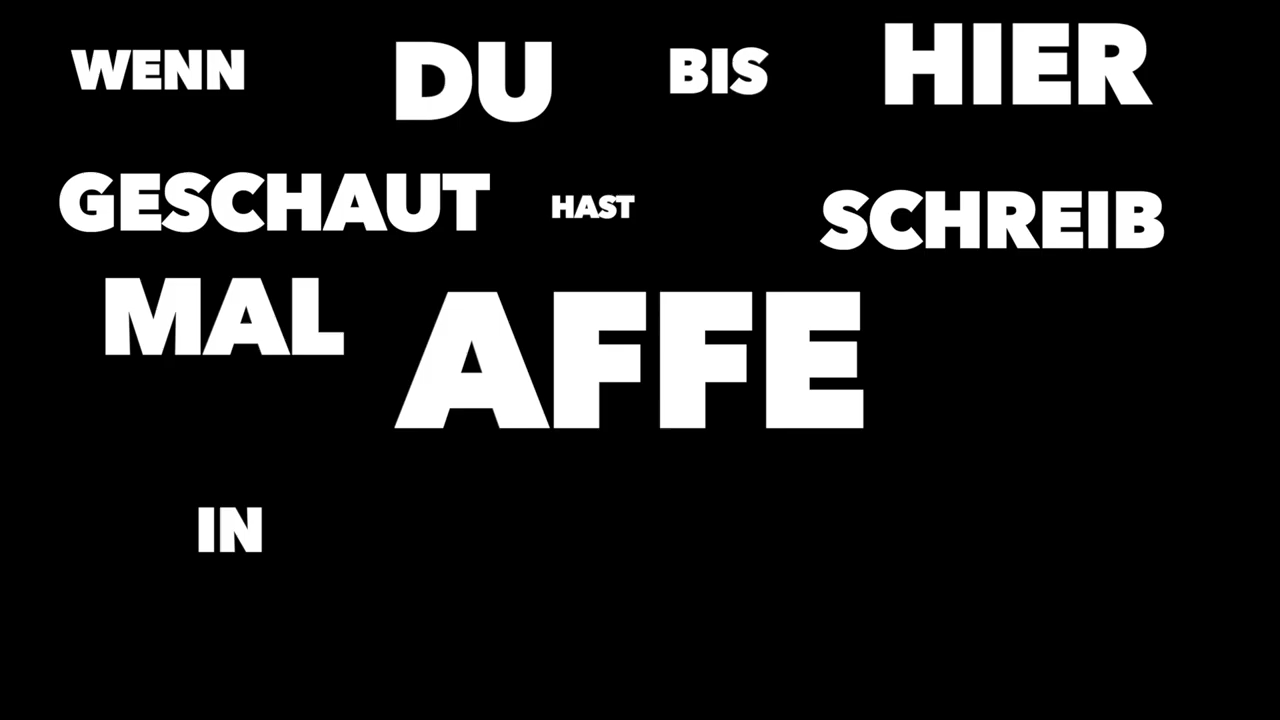 WENN DU BIS HIER
GESCHAUT HAST SCHREIB
MAL AFFE
IN